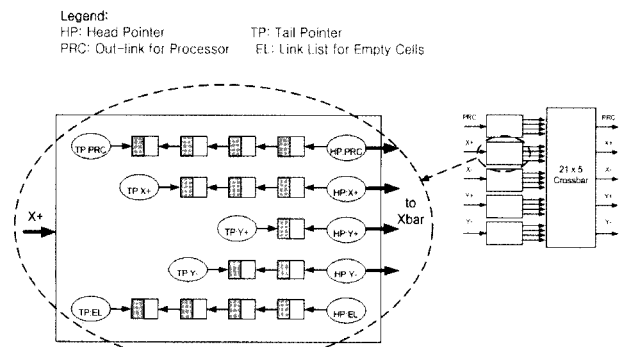 Legend:
HP: Head Pointer TP: Tail Pointer
PRC: Out-link for Processor EL: Link List for Empty Cells
TP:PRC HP:PRC
TP:X+ HP:X+
X+
TP:Y+ HP:Y+
to
Xbar
TP:Y- HP:Y-
TP:EL HP:EL
PRC PRC
X+ X+
X- X-
21 x 5
Crossbar
Y+ Y+
Y- Y-